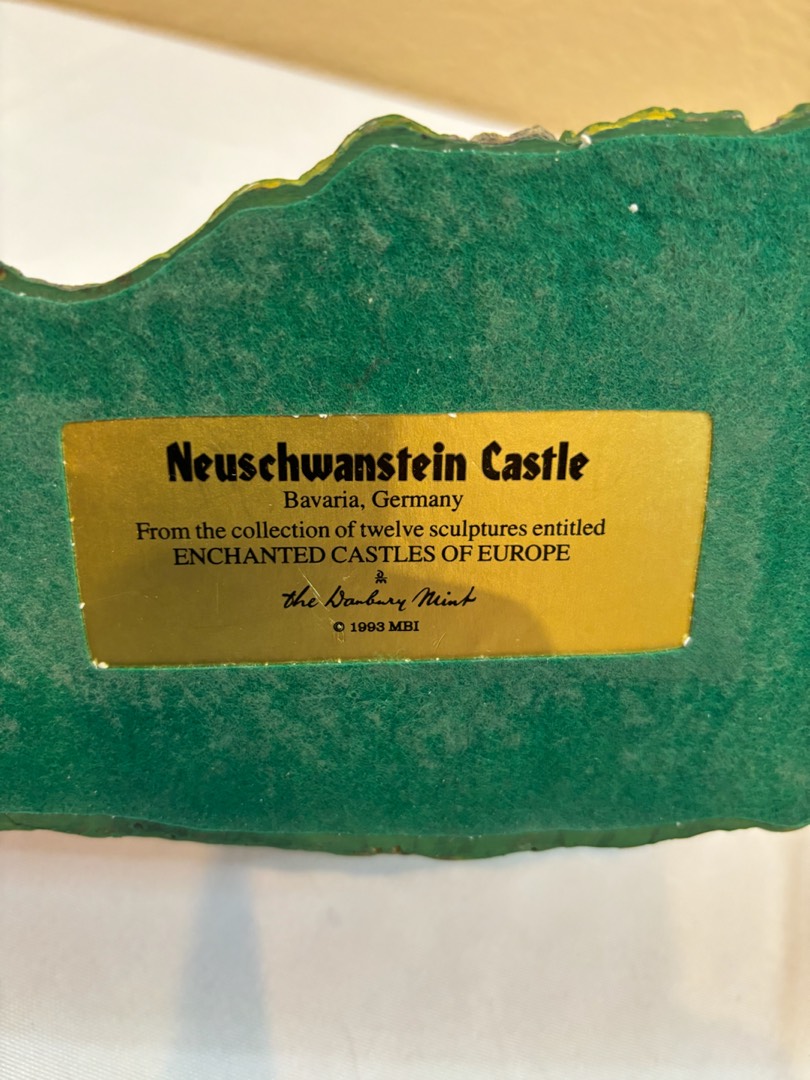 Neuschwanstein Castle
Bavaria, Germany
From the collection of twelve sculptures entitled
ENCHANTED CASTLES OF EUROPE
the Danbury Mint
© 1993 MBI